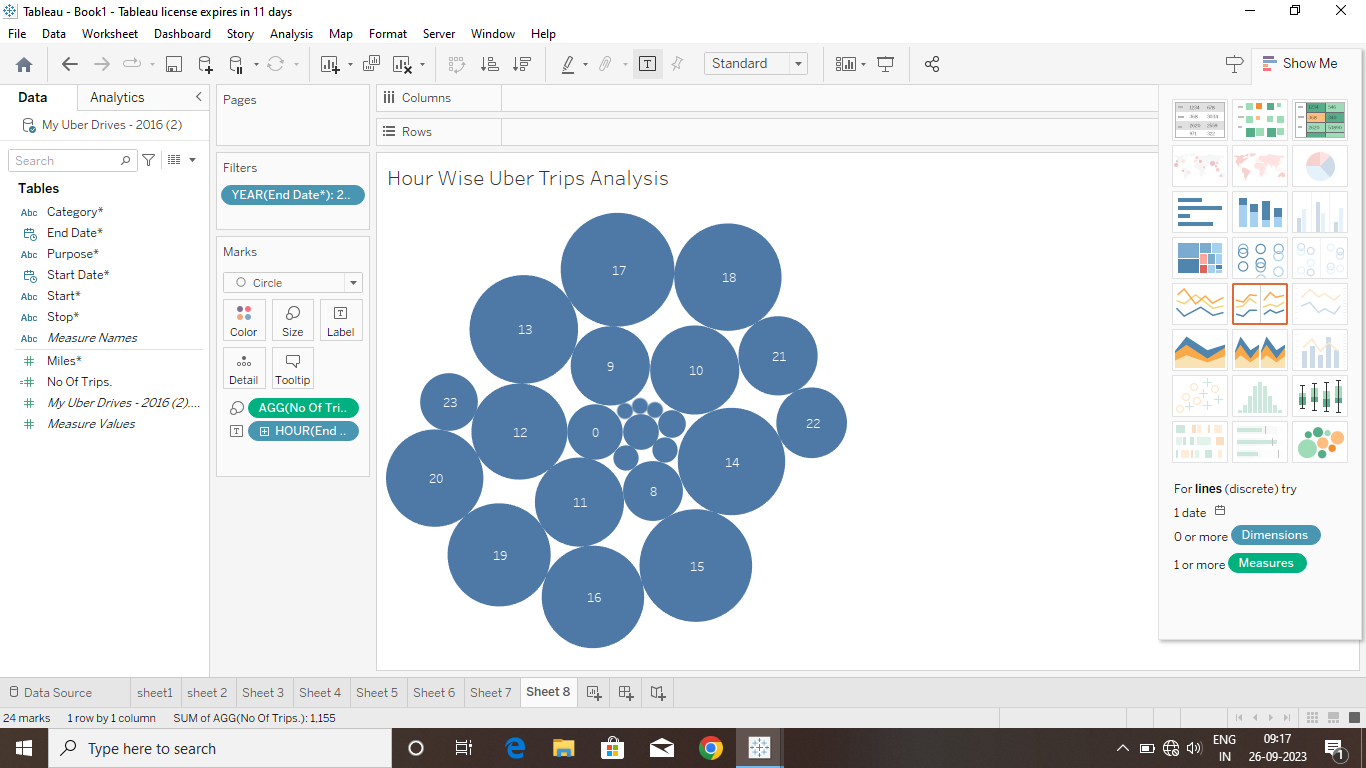 Tableau - Book1 - Tableau license expires in 11 days
File Data Worksheet Dashboard Story Analysis Map Format Server Window Help
Standard
Show Me
Data Analytics
My Uber Drives - 2016 (2)
Search
Tables
Abc Category*
End Date*
Abc Purpose*
Start Date*
Abc Start*
Abc Stop*
Abc Measure Names
Miles*
No Of Trips.
My Uber Drives - 2016 (2)....
Measure Values
Pages
Filters
YEAR(End Date*): 2..
Marks
Circle
Color Size Label
Detail Tooltip
AGG(No Of Tri..
HOUR(End ..
Columns
Rows
Hour Wise Uber Trips Analysis
17
18
13
21
9
10
23
22
12
0
14
20
8
11
19
15
16
For lines (discrete) try
1 date
0 or more Dimensions
1 or more Measures
Data Source sheet1 sheet 2 Sheet 3 Sheet 4 Sheet 5 Sheet 6 Sheet 7 Sheet 8
24 marks 1 row by 1 column SUM of AGG(No Of Trips.): 1,155
Type here to search
ENG
IN
09:17
26-09-2023
1